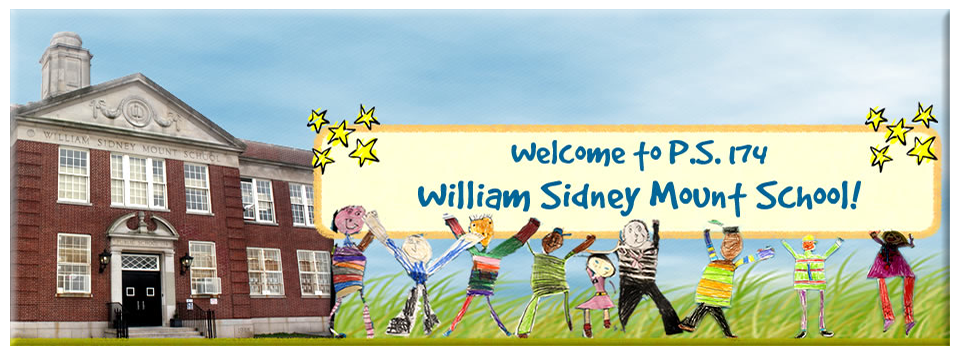 WILLIAM SIDNEY MOUNT SCHOOL
Welcome to P.S. 174
William Sidney Mount School!